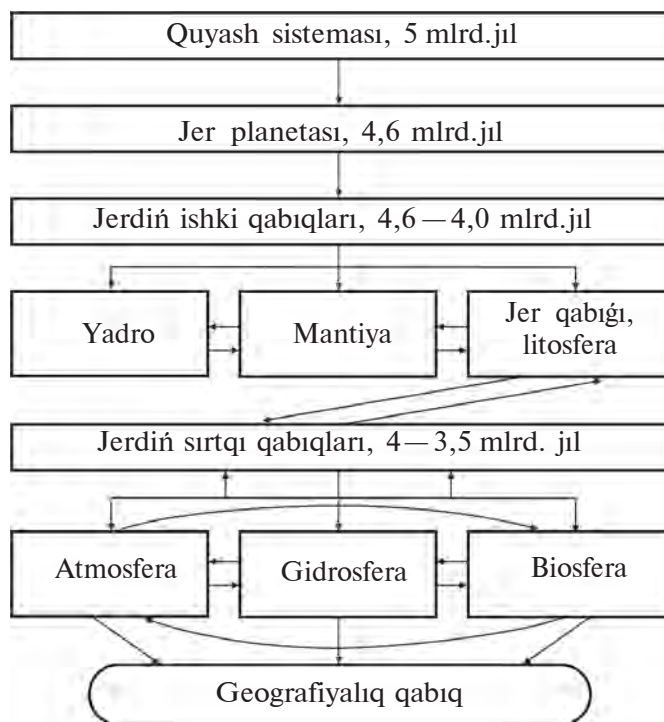 Quyash sisteması, 5 mlrd.jıl
Jer planetası, 4,6 mlrd.jıl
Jerdiń ishki qabıqları, 4,6—4,0 mlrd.jıl
Yadro
Mantiya
Jer qabıǵı,
litosfera
Jerdiń sırtqı qabıqları, 4—3,5 mlrd. jıl
Atmosfera
Gidrosfera
Biosfera
Geografiyalıq qabıq